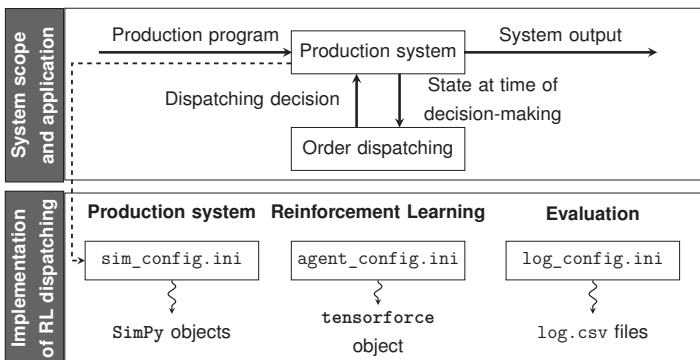 System scope
and application
Production program
Production system
System output
Dispatching decision
State at time of
decision-making
Order dispatching
Implementation
of RL dispatching
Production system
Reinforcement Learning
Evaluation
sim_config.ini
agent_config.ini
log_config.ini
SimPy objects
tensorforce
object
log.csv files